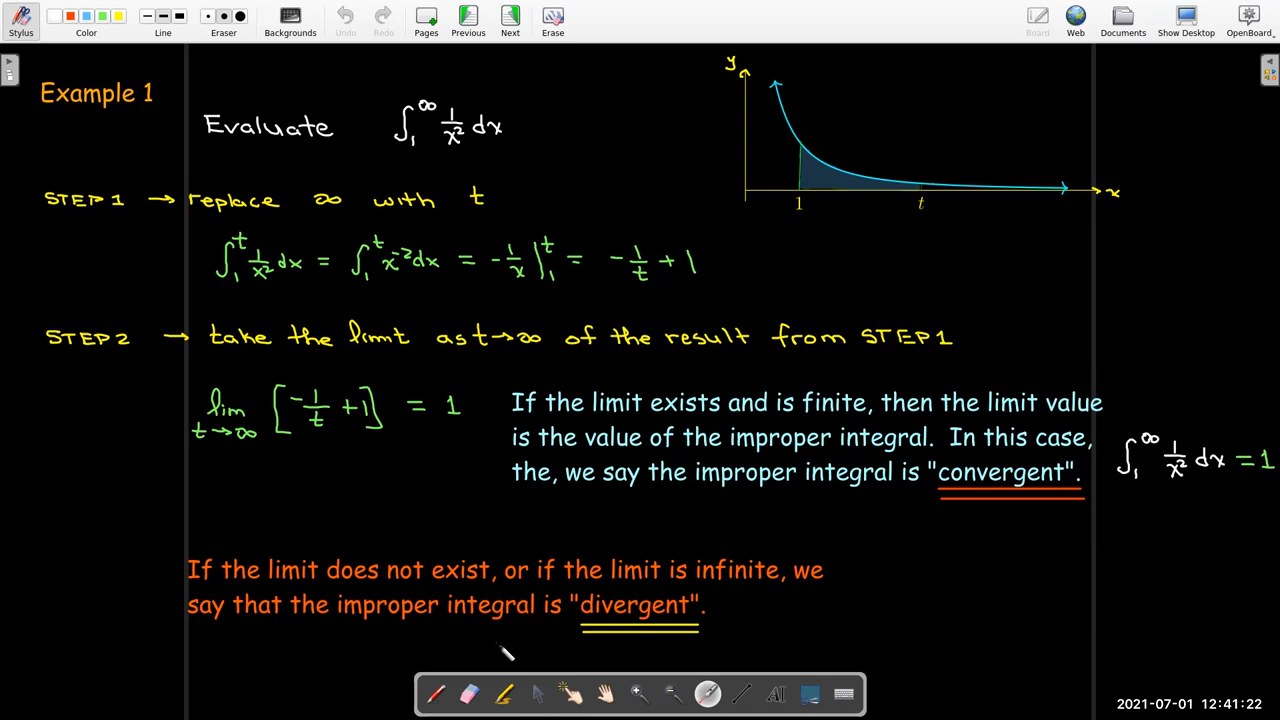 Stylus
Color
Line
Eraser
Backgrounds
Undo
Redo
Pages
Previous
Next
Erase
Board
Web
Documents
Show Desktop
OpenBoard
Example 1
Evaluate ∫₁^∞ 1/x² dx
y
x
1
t
STEP 1 → replace ∞ with t
∫₁^t 1/x² dx = ∫₁^t x⁻² dx = -1/x |₁^t = -1/t + 1
STEP 2 → take the limit as t→∞ of the result from STEP 1
lim t→∞ [-1/t + 1] = 1
If the limit exists and is finite, then the limit value
is the value of the improper integral. In this case,
the, we say the improper integral is "convergent".
∫₁^∞ 1/x² dx = 1
If the limit does not exist, or if the limit is infinite, we
say that the improper integral is "divergent".
AI
2021-07-01 12:41:22